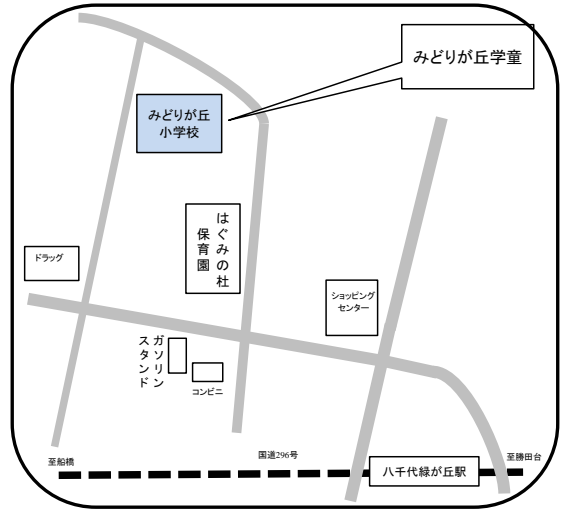 みどりが丘学童
みどりが丘
小学校
はぐみの杜
保育園
ドラッグ
ショッピング
センター
ガソリン
スタンド
コンビニ
国道296号
至船橋
至勝田台
八千代緑が丘駅